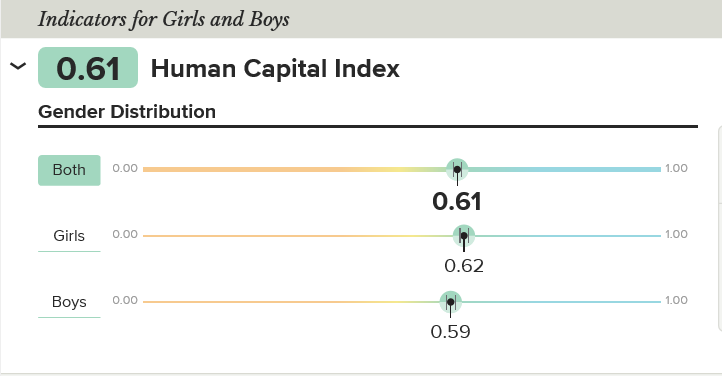 Indicators for Girls and Boys
0.61 Human Capital Index
Gender Distribution
Both 0.00 1.00
0.61
Girls 0.00 1.00
0.62
Boys 0.00 1.00
0.59